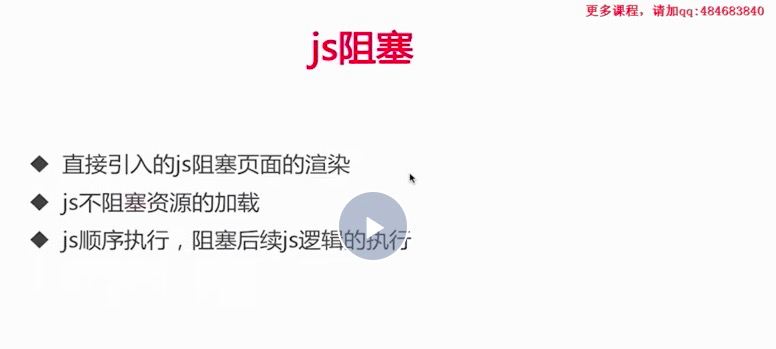 更多课程，请加qq:484683840
js阻塞
◆ 直接引入的js阻塞页面的渲染
◆ js不阻塞资源的加载
◆ js顺序执行，阻塞后续js逻辑的执行